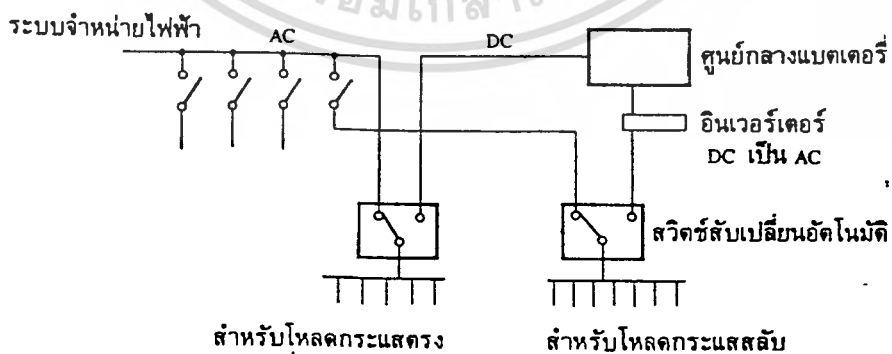 ระบบจำหน่ายไฟฟ้า
AC
DC
ศูนย์กลางแบตเตอรี่
อินเวอร์เตอร์
DC เป็น AC
สวิตช์สับเปลี่ยนอัตโนมัติ
สำหรับโหลดกระแสตรง
สำหรับโหลดกระแสสลับ